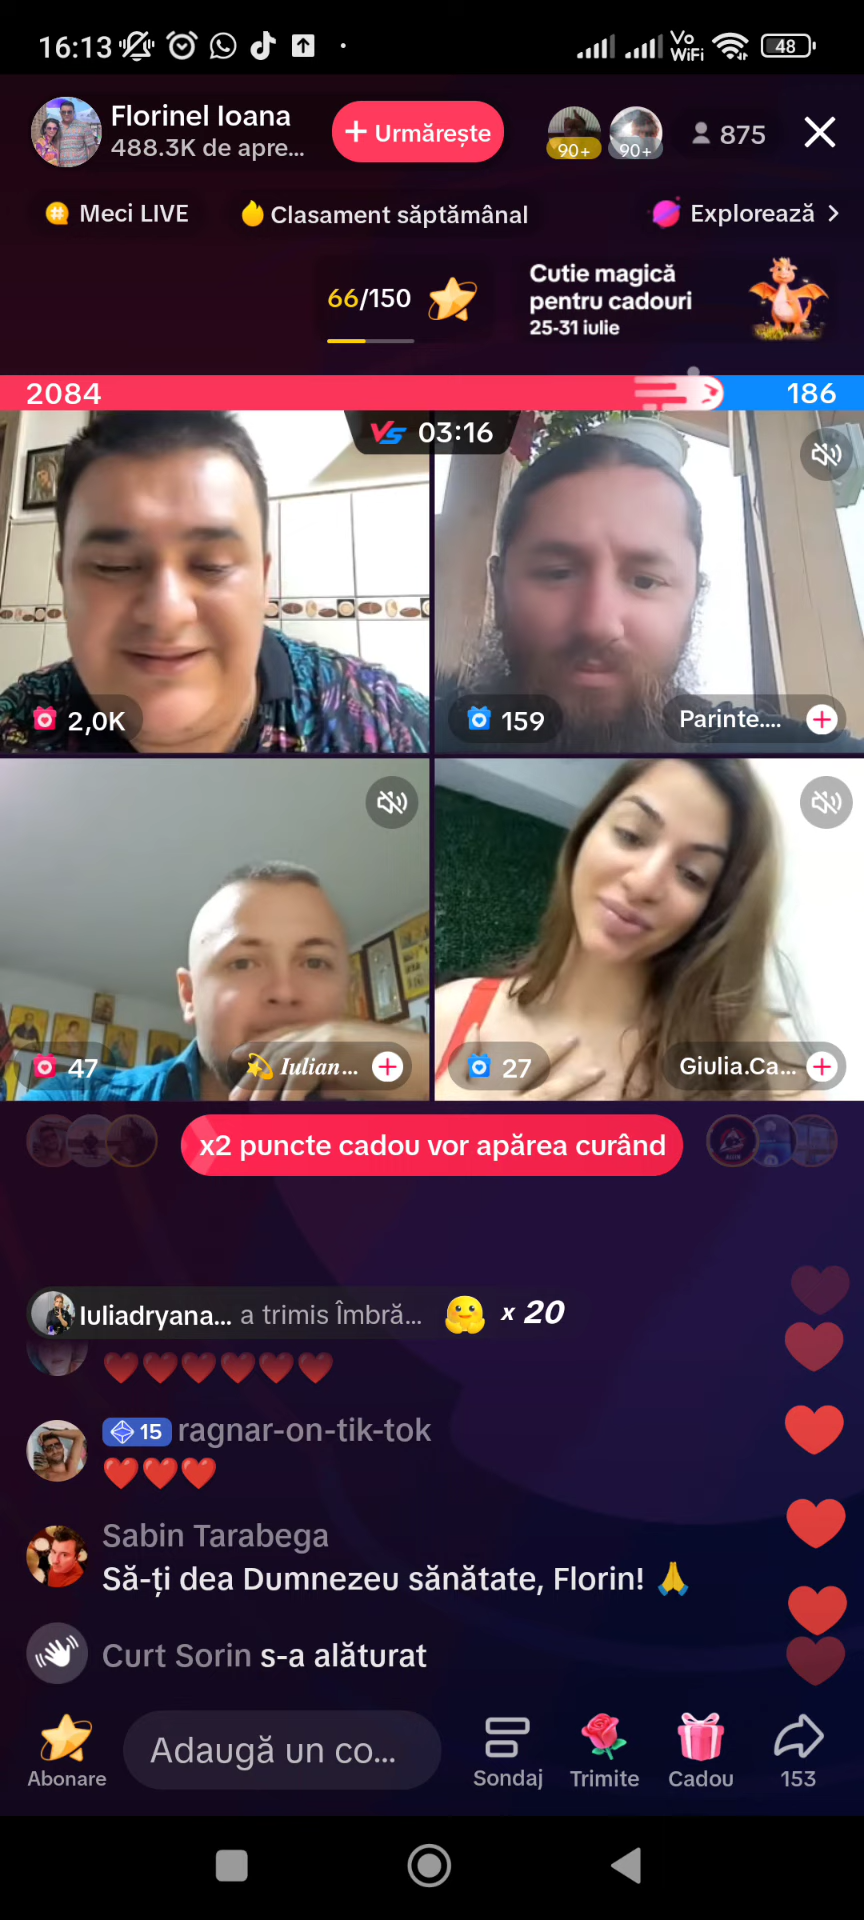 16:13
Vo
WiFi
48
Florinel Ioana
488.3K de apre...
+ Urmărește
90+
90+
875
Meci LIVE
Clasament săptămânal
Explorează
66/150
Cutie magică
pentru cadouri
25-31 iulie
2084
186
VS 03:16
2,0K
159
Parinte....
47
Iulian...
27
Giulia.Ca...
x2 puncte cadou vor apărea curând
Iuliadryana... a trimis Îmbră... x 20
15 ragnar-on-tik-tok
Sabin Tarabega
Să-ți dea Dumnezeu sănătate, Florin!
Curt Sorin s-a alăturat
Adaugă un co...
Abonare
Sondaj
Trimite
Cadou
153